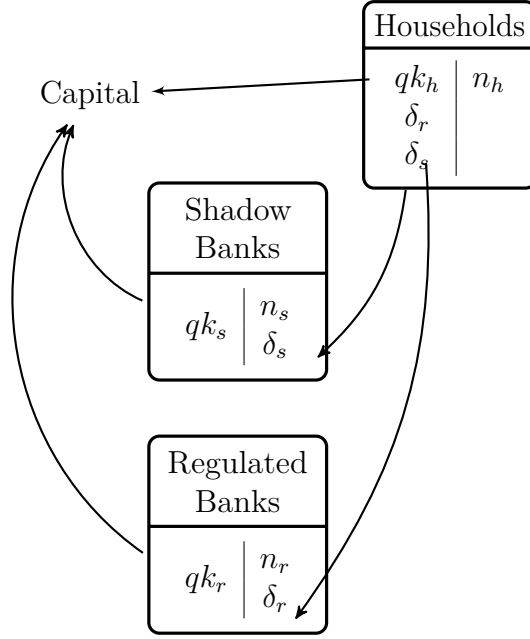 Households
Capital
qk_h n_h
δ_r
δ_s
Shadow
Banks
qk_s
n_s
δ_s
Regulated
Banks
qk_r
n_r
δ_r